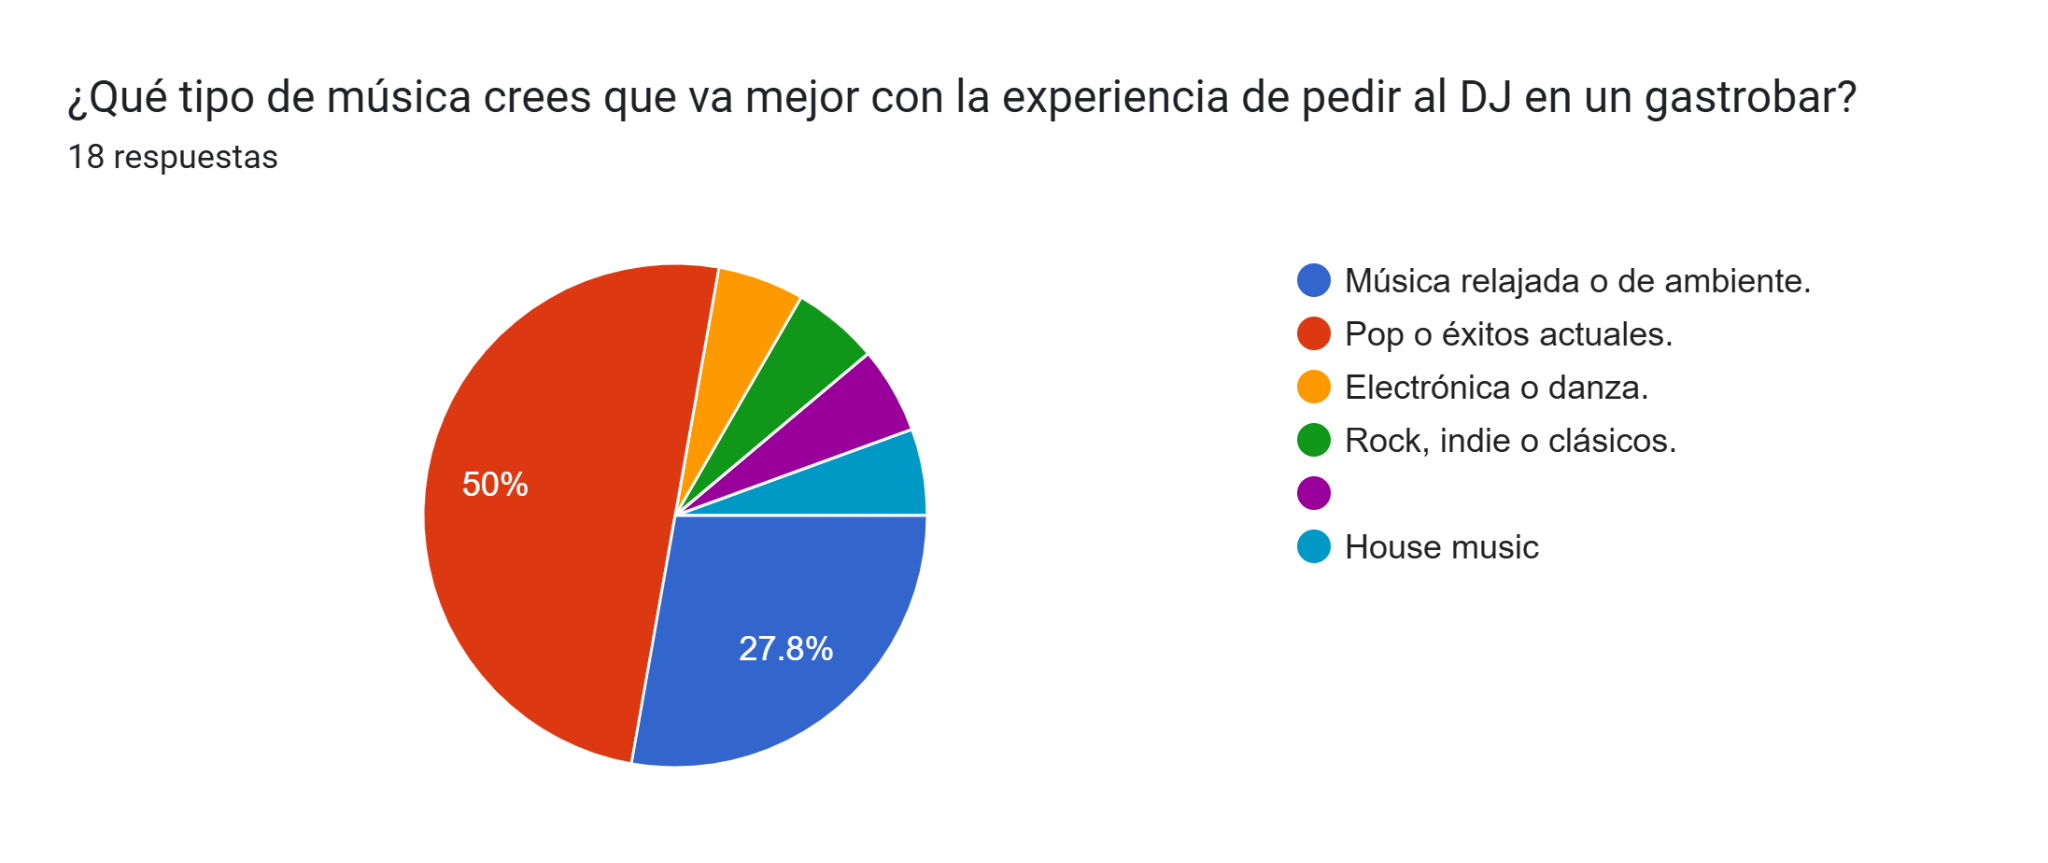 ¿Qué tipo de música crees que va mejor con la experiencia de pedir al DJ en un gastrobar?
18 respuestas
50%
27.8%
Música relajada o de ambiente.
Pop o éxitos actuales.
Electrónica o danza.
Rock, indie o clásicos.
House music